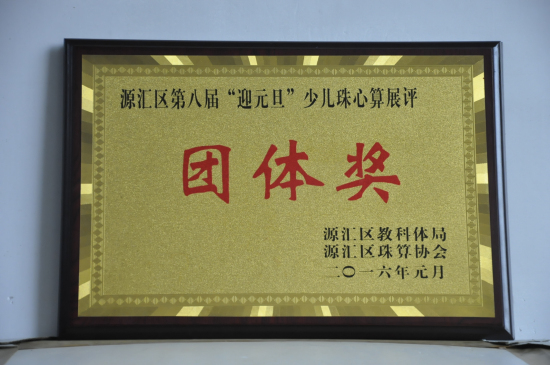 源汇区第八届“迎元旦”少儿珠心算展评
团体奖
源汇区教科体局
源汇区珠算协会
二〇一六年元月